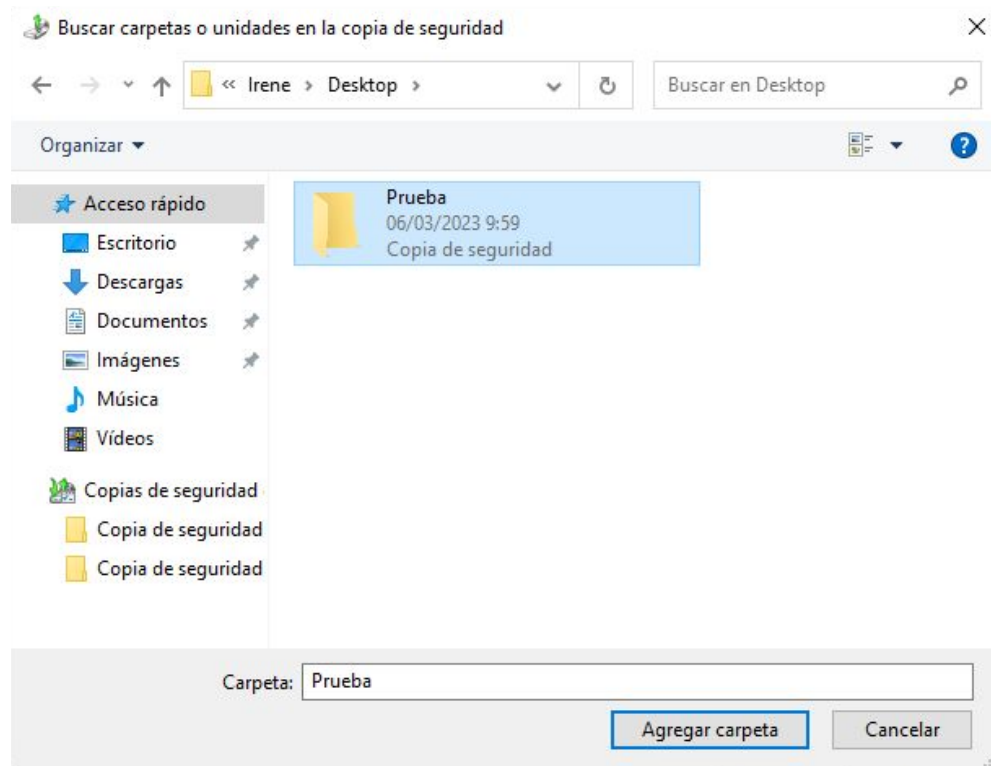 Buscar carpetas o unidades en la copia de seguridad
« Irene › Desktop ›
Buscar en Desktop
Organizar
Acceso rápido
Escritorio
Descargas
Documentos
Imágenes
Música
Vídeos
Copias de seguridad
Copia de seguridad
Copia de seguridad
Prueba
06/03/2023 9:59
Copia de seguridad
Carpeta: Prueba
Agregar carpeta Cancelar